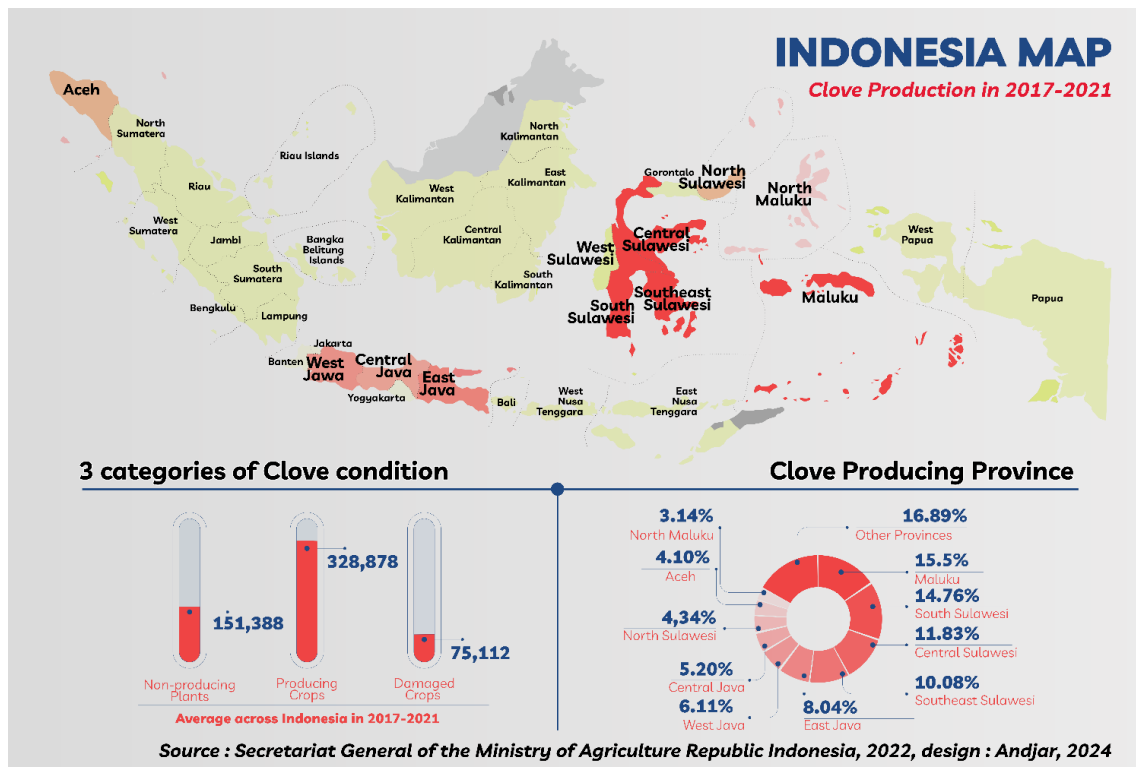 INDONESIA MAP
Clove Production in 2017-2021
Aceh
North
Sumatera
Riau Islands
Riau
West
Sumatera
Jambi
Bangka
Belitung
Islands
South
Sumatera
Bengkulu
Lampung
North
Kalimantan
East
Kalimantan
West
Kalimantan
Central
Kalimantan
South
Kalimantan
Gorontalo
North
Sulawesi
North
Maluku
Central
Sulawesi
West
Sulawesi
Southeast
Sulawesi
South
Sulawesi
Maluku
West
Papua
Papua
Jakarta
Banten
West
Jawa
Central
Java
East
Java
Yogyakarta
Bali
West
Nusa
Tenggara
East
Nusa
Tenggara
3 categories of Clove condition
151,388
328,878
75,112
Non-producing
Plants
Producing
Crops
Damaged
Crops
Average across Indonesia in 2017-2021
Clove Producing Province
3.14%
North Maluku
4.10%
Aceh
4,34%
North Sulawesi
5.20%
Central Java
6.11%
West Java
8.04%
East Java
16.89%
Other Provinces
15.5%
Maluku
14.76%
South Sulawesi
11.83%
Central Sulawesi
10.08%
Southeast Sulawesi
Source : Secretariat General of the Ministry of Agriculture Republic Indonesia, 2022, design : Andjar, 2024